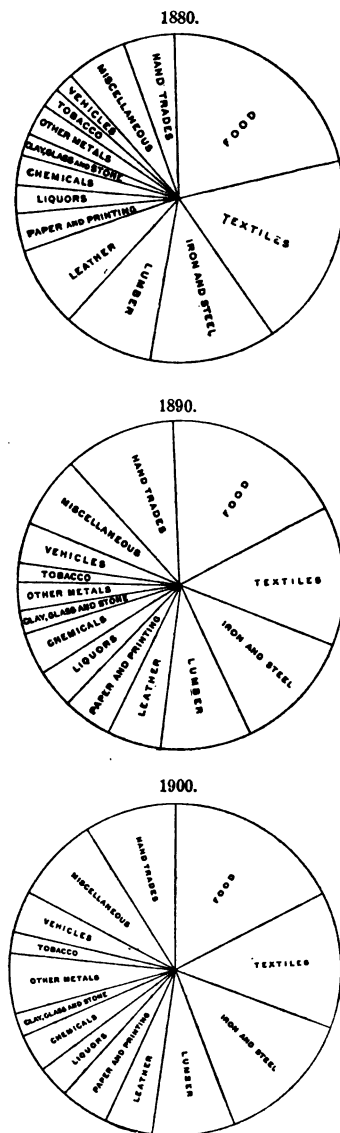 1880.
HAND TRADES
FOOD
TEXTILES
IRON AND STEEL
LUMBER
LEATHER
PAPER AND PRINTING
LIQUORS
CHEMICALS
CLAY, GLASS AND STONE
OTHER METALS
TOBACCO
VEHICLES
MISCELLANEOUS
1890.
HAND TRADES
FOOD
TEXTILES
IRON AND STEEL
LUMBER
LEATHER
PAPER AND PRINTING
LIQUORS
CHEMICALS
CLAY, GLASS AND STONE
OTHER METALS
TOBACCO
VEHICLES
MISCELLANEOUS
1900.
HAND TRADES
FOOD
TEXTILES
IRON AND STEEL
LUMBER
LEATHER
PAPER AND PRINTING
LIQUORS
CHEMICALS
CLAY, GLASS AND STONE
OTHER METALS
TOBACCO
VEHICLES
MISCELLANEOUS